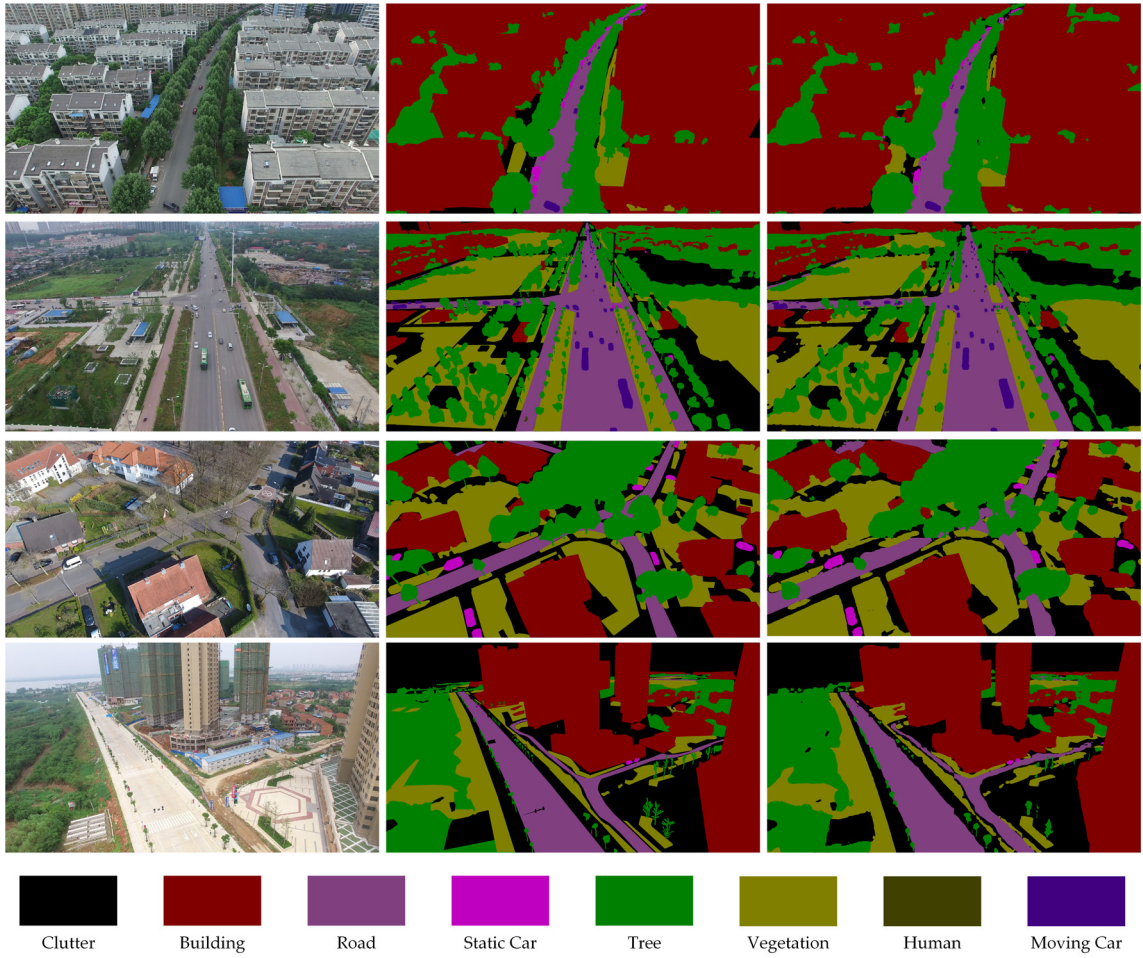 Clutter
Building
Road
Static Car
Tree
Vegetation
Human
Moving Car